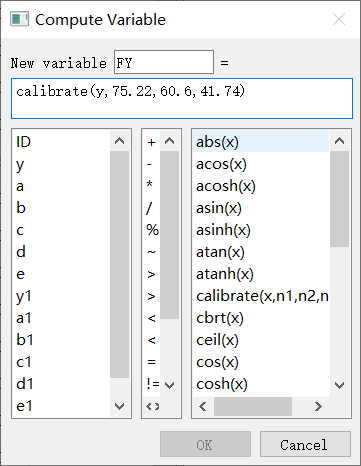 Compute Variable
New variable FY =
calibrate(y,75.22,60.6,41.74)
ID
y
a
b
c
d
e
y1
a1
b1
c1
d1
e1
+
-
*
/
%
~
>
>
<
<
=
!=
abs(x)
acos(x)
acosh(x)
asin(x)
asinh(x)
atan(x)
atanh(x)
calibrate(x,n1,n2,n
cbrt(x)
ceil(x)
cos(x)
cosh(x)
OK Cancel